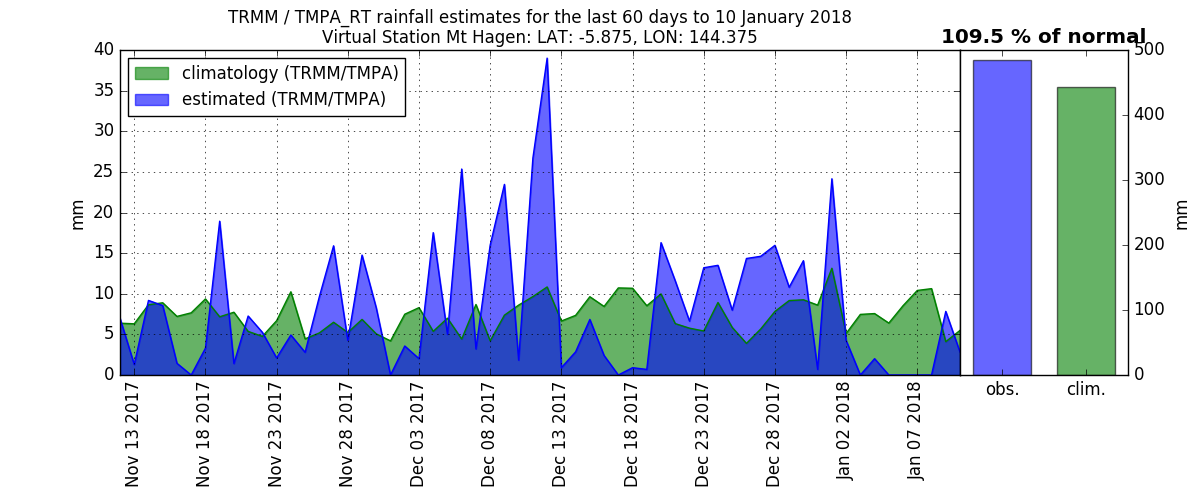 TRMM / TMPA_RT rainfall estimates for the last 60 days to 10 January 2018
Virtual Station Mt Hagen: LAT: -5.875, LON: 144.375
109.5 % of normal
climatology (TRMM/TMPA)
estimated (TRMM/TMPA)
mm
40
35
30
25
20
15
10
5
0
Nov 13 2017
Nov 18 2017
Nov 23 2017
Nov 28 2017
Dec 03 2017
Dec 08 2017
Dec 13 2017
Dec 18 2017
Dec 23 2017
Dec 28 2017
Jan 02 2018
Jan 07 2018
500
400
300
200
100
0
mm
obs.
clim.